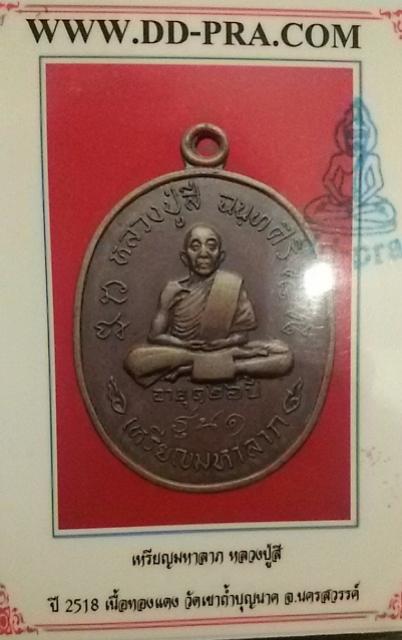 WWW.DD-PRA.COM
หลวงปู่สี ฉนฺทสิริ
อายุ๑๒๖ปี
รุ่น๑
เหรียญมหาลาภ
pra
เหรียญมหาลาภ หลวงปู่สี
ปี 2518 เนื้อทองแดง วัดเขาถ้ำบุญนาค จ.นครสวรรค์